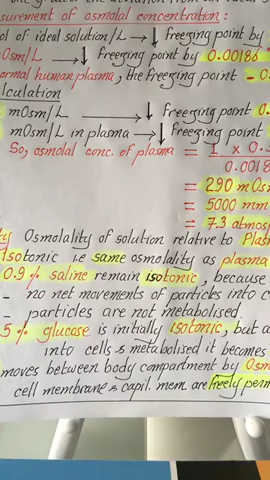 surement of osmolal concentration :
ol of ideal solution/L → ↓ freezing point by
Osm/L → ↓ freezing point by 0.00186
ormal human plasma, the freezing point - 0
lculation
mOsm/L → ↓ freezing point 0.
mOsm/L in plasma → ↓ freezing point
So, osmolal conc. of plasma = 1 x 0.
0.0018
= 290 mOs
= 5000 mm
= 7.3 atmosp
Osmolality of solution relative to Plas
Isotonic i.e same osmolality as plasma
0.9 % saline remain isotonic, because
- no net movements of particles into c
- particles are not metabolised.
5 % glucose is initially isotonic, but a
into cells & metabolised it becomes
moves between body compartment by Osm
cell membrane & capil. mem. are freely perm